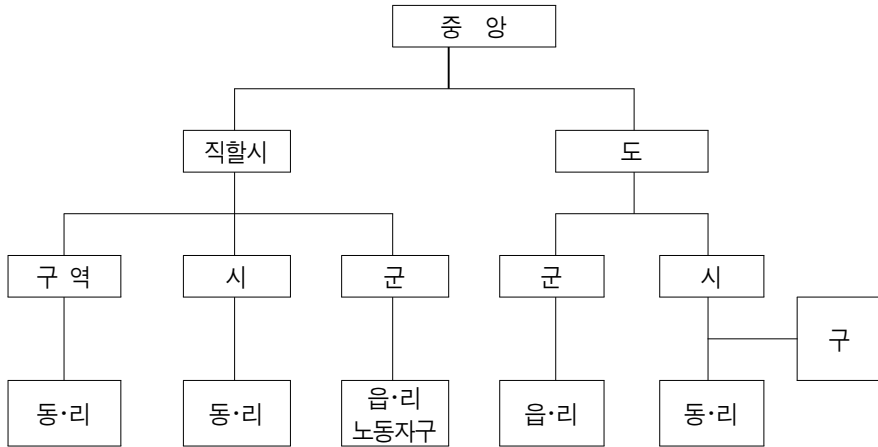 중 앙
직할시
도
구 역
시
군
군
시
구
동·리
동·리
읍·리
노동자구
읍·리
동·리